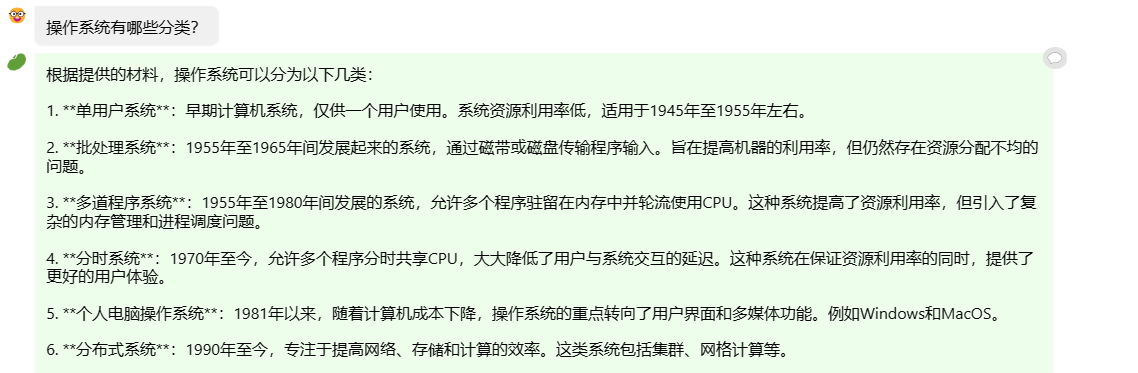 操作系统有哪些分类？
根据提供的材料，操作系统可以分为以下几类：
1. **单用户系统**：早期计算机系统，仅供一个用户使用。系统资源利用率低，适用于1945年至1955年左右。
2. **批处理系统**：1955年至1965年间发展起来的系统，通过磁带或磁盘传输程序输入。旨在提高机器的利用率，但仍然存在资源分配不均的
问题。
3. **多道程序系统**：1955年至1980年间发展的系统，允许多个程序驻留在内存中并轮流使用CPU。这种系统提高了资源利用率，但引入了复
杂的内存管理和进程调度问题。
4. **分时系统**：1970年至今，允许多个程序分时共享CPU，大大降低了用户与系统交互的延迟。这种系统在保证资源利用率的同时，提供了
更好的用户体验。
5. **个人电脑操作系统**：1981年以来，随着计算机成本下降，操作系统的重点转向了用户界面和多媒体功能。例如Windows和MacOS。
6. **分布式系统**：1990年至今，专注于提高网络、存储和计算的效率。这类系统包括集群、网格计算等。